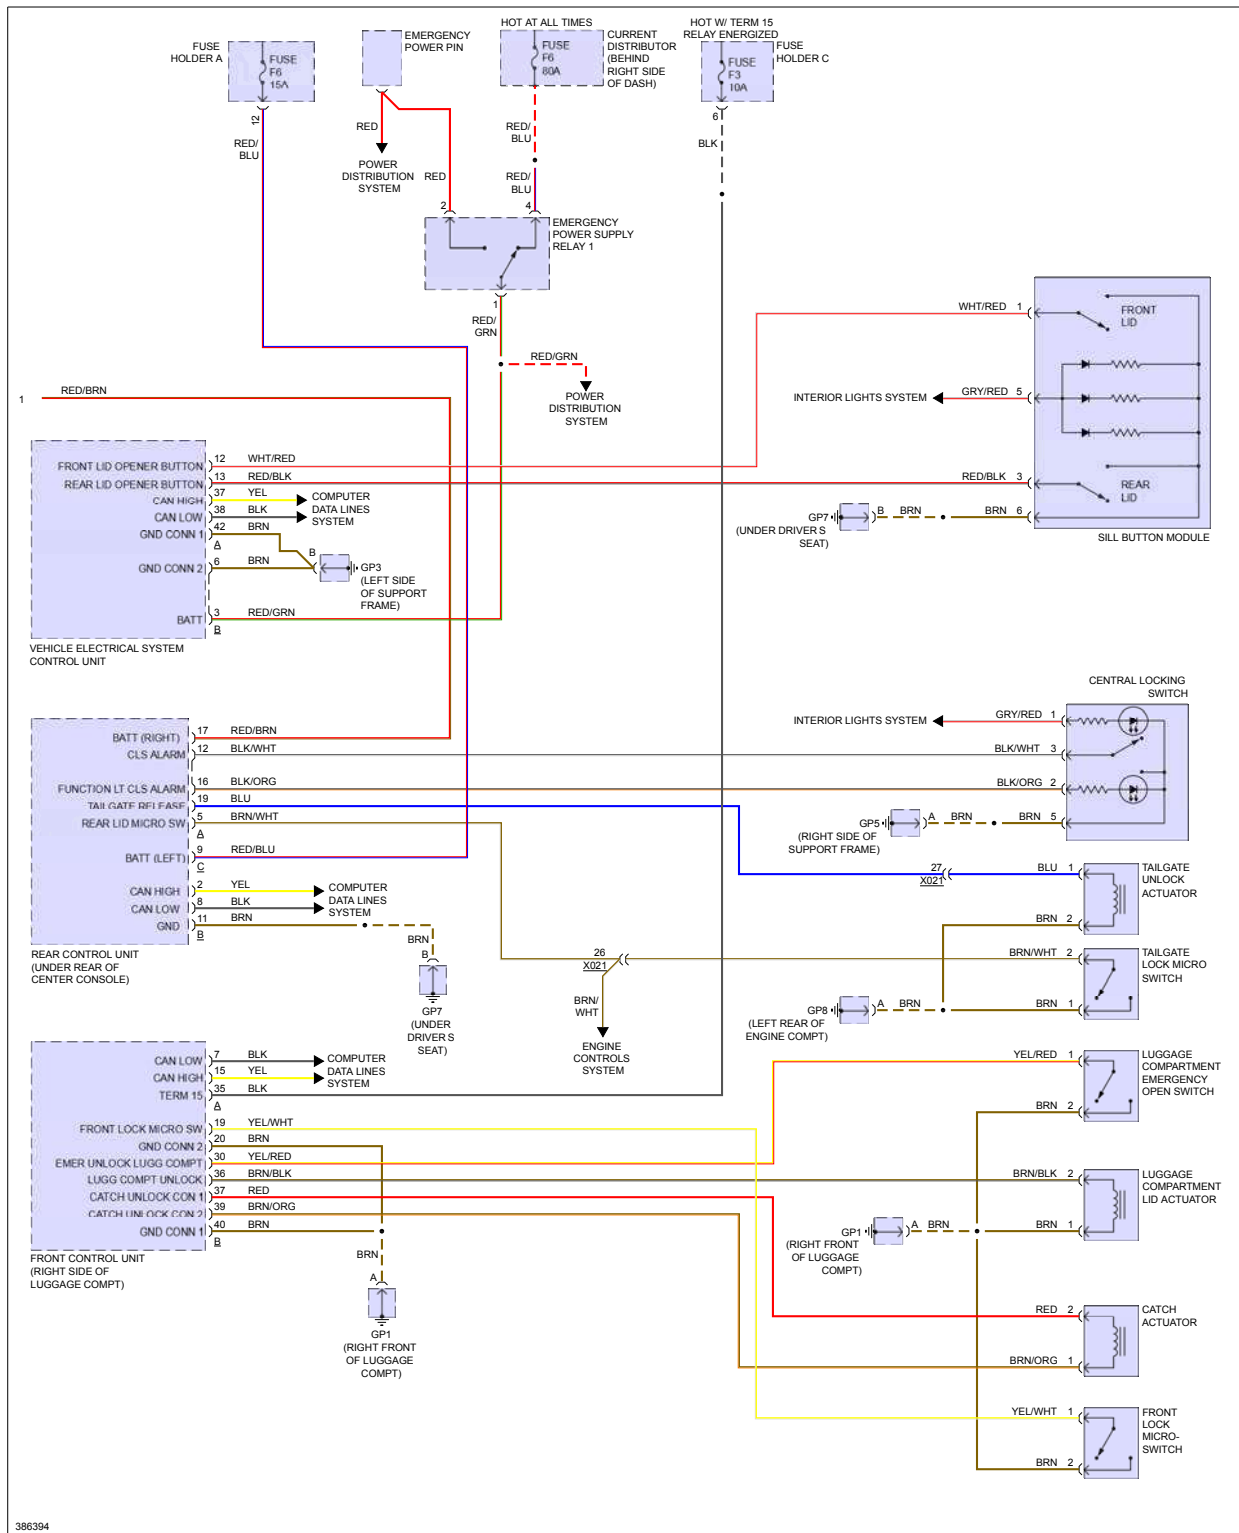 FUSE
HOLDER A
FUSE
F6
15A
12
RED/
BLU
EMERGENCY
POWER PIN
RED
POWER
DISTRIBUTION
SYSTEM
RED
2
HOT AT ALL TIMES
FUSE
F6
80A
CURRENT
DISTRIBUTOR
(BEHIND
RIGHT SIDE
OF DASH)
RED/
BLU
RED/
BLU
4
EMERGENCY
POWER SUPPLY
RELAY 1
1
RED/
GRN
RED/GRN
POWER
DISTRIBUTION
SYSTEM
HOT W/ TERM 15
RELAY ENERGIZED
FUSE
F3
10A
FUSE
HOLDER C
6
BLK
1
RED/BRN
WHT/RED 1
FRONT
LID
INTERIOR LIGHTS SYSTEM
GRY/RED 5
RED/BLK 3
REAR
LID
GP7
(UNDER DRIVER S
SEAT)
B BRN
BRN 6
SILL BUTTON MODULE
FRONT LID OPENER BUTTON 12 WHT/RED
REAR LID OPENER BUTTON 13 RED/BLK
CAN HIGH 37 YEL
CAN LOW 38 BLK
COMPUTER
DATA LINES
SYSTEM
GND CONN 1 42 BRN
A
GND CONN 2 6 BRN
B
GP3
(LEFT SIDE
OF SUPPORT
FRAME)
BATT 3 RED/GRN
B
VEHICLE ELECTRICAL SYSTEM
CONTROL UNIT
CENTRAL LOCKING
SWITCH
INTERIOR LIGHTS SYSTEM
GRY/RED 1
BLK/WHT 3
BLK/ORG 2
GP5
(RIGHT SIDE OF
SUPPORT FRAME)
A BRN
BRN 5
BATT (RIGHT) 17 RED/BRN
CLS ALARM 12 BLK/WHT
FUNCTION LT CLS ALARM 16 BLK/ORG
TAILGATE RELEASE 19 BLU
REAR LID MICRO SW 5 BRN/WHT
A
BATT (LEFT) 9 RED/BLU
C
CAN HIGH 2 YEL
CAN LOW 8 BLK
COMPUTER
DATA LINES
SYSTEM
GND 11 BRN
B
REAR CONTROL UNIT
(UNDER REAR OF
CENTER CONSOLE)
BRN
B
GP7
(UNDER
DRIVER S
SEAT)
26
X021
BRN/
WHT
ENGINE
CONTROLS
SYSTEM
27
X021
BLU 1
BRN 2
TAILGATE
UNLOCK
ACTUATOR
BRN/WHT 2
BRN 1
TAILGATE
LOCK MICRO
SWITCH
GP8
(LEFT REAR OF
ENGINE COMPT)
A BRN
CAN LOW 7 BLK
CAN HIGH 15 YEL
COMPUTER
DATA LINES
SYSTEM
TERM 15 35 BLK
A
FRONT LOCK MICRO SW 19 YEL/WHT
GND CONN 2 20 BRN
EMER UNLOCK LUGG COMPT 30 YEL/RED
LUGG COMPT UNLOCK 36 BRN/BLK
CATCH UNLOCK CON 1 37 RED
CATCH UNLOCK CON 2 39 BRN/ORG
GND CONN 1 40 BRN
B
FRONT CONTROL UNIT
(RIGHT SIDE OF
LUGGAGE COMPT)
BRN
A
GP1
(RIGHT FRONT
OF LUGGAGE
COMPT)
YEL/RED 1
BRN 2
LUGGAGE
COMPARTMENT
EMERGENCY
OPEN SWITCH
BRN/BLK 2
BRN 1
LUGGAGE
COMPARTMENT
LID ACTUATOR
GP1
(RIGHT FRONT
OF LUGGAGE
COMPT)
A BRN
RED 2
BRN/ORG 1
CATCH
ACTUATOR
YEL/WHT 1
BRN 2
FRONT
LOCK
MICRO-
SWITCH
386394